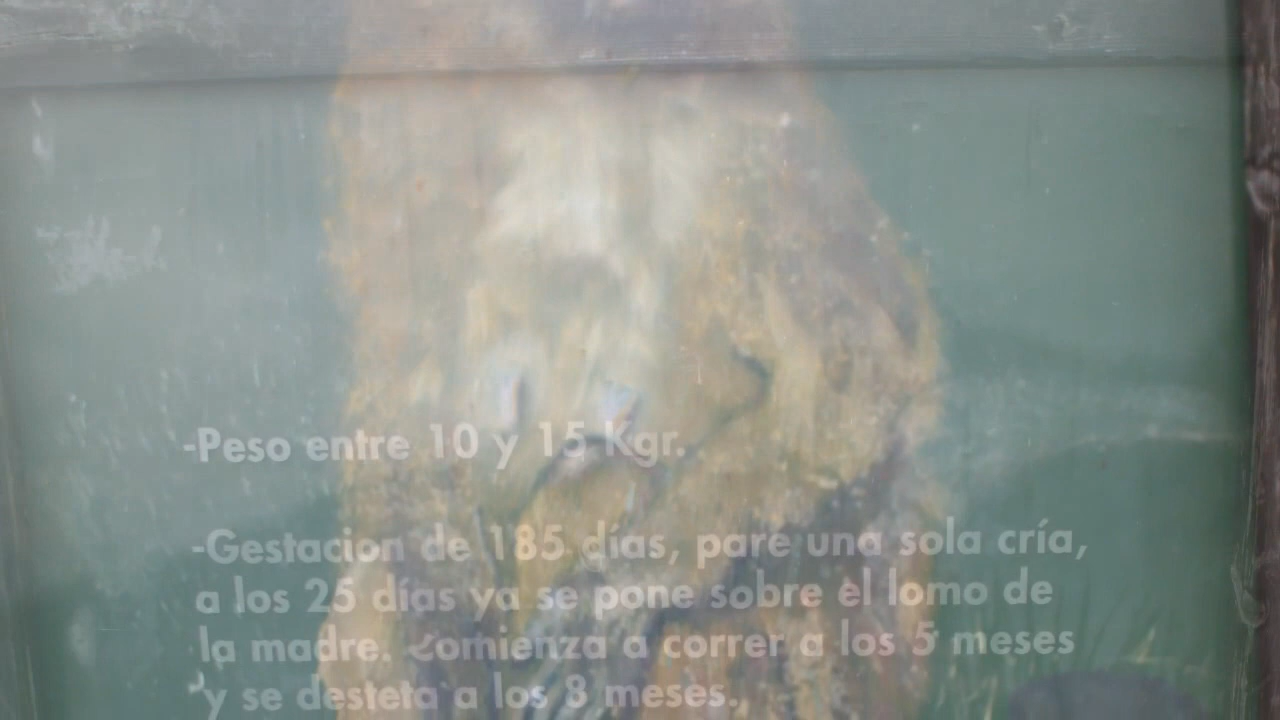 -Peso entre 10 y 15 Kgr.
-Gestacion de 185 días, pare una sola cría,
a los 25 días ya se pone sobre el lomo de
la madre. Comienza a correr a los 5 meses
y se desteta a los 8 meses.